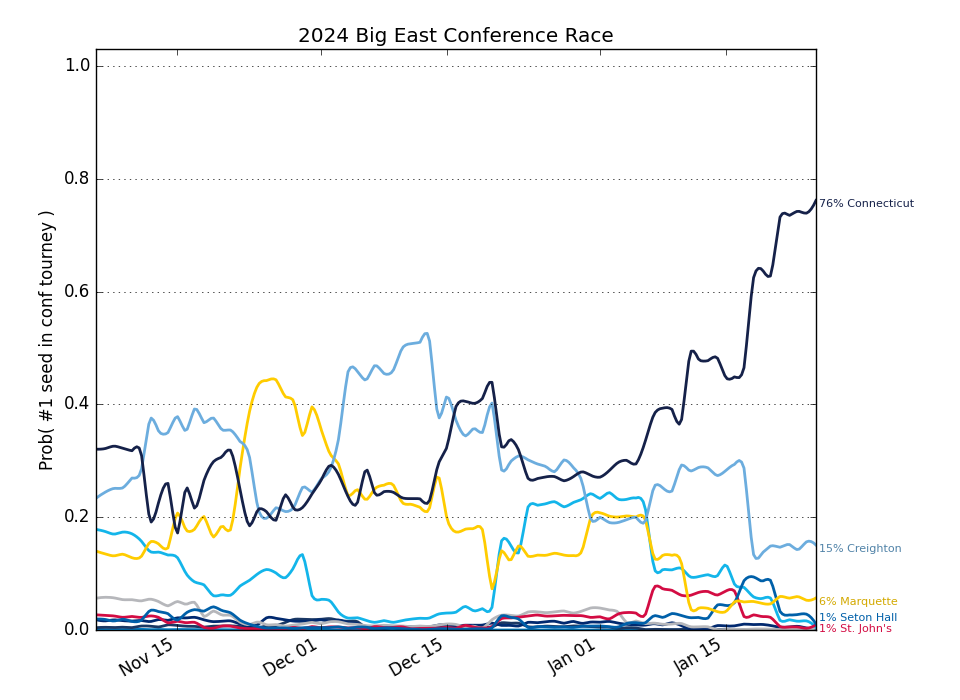 2024 Big East Conference Race
Prob( #1 seed in conf tourney )
1.0
0.8
0.6
0.4
0.2
0.0
Nov 15
Dec 01
Dec 15
Jan 01
Jan 15
76% Connecticut
15% Creighton
6% Marquette
1% Seton Hall
1% St. John's